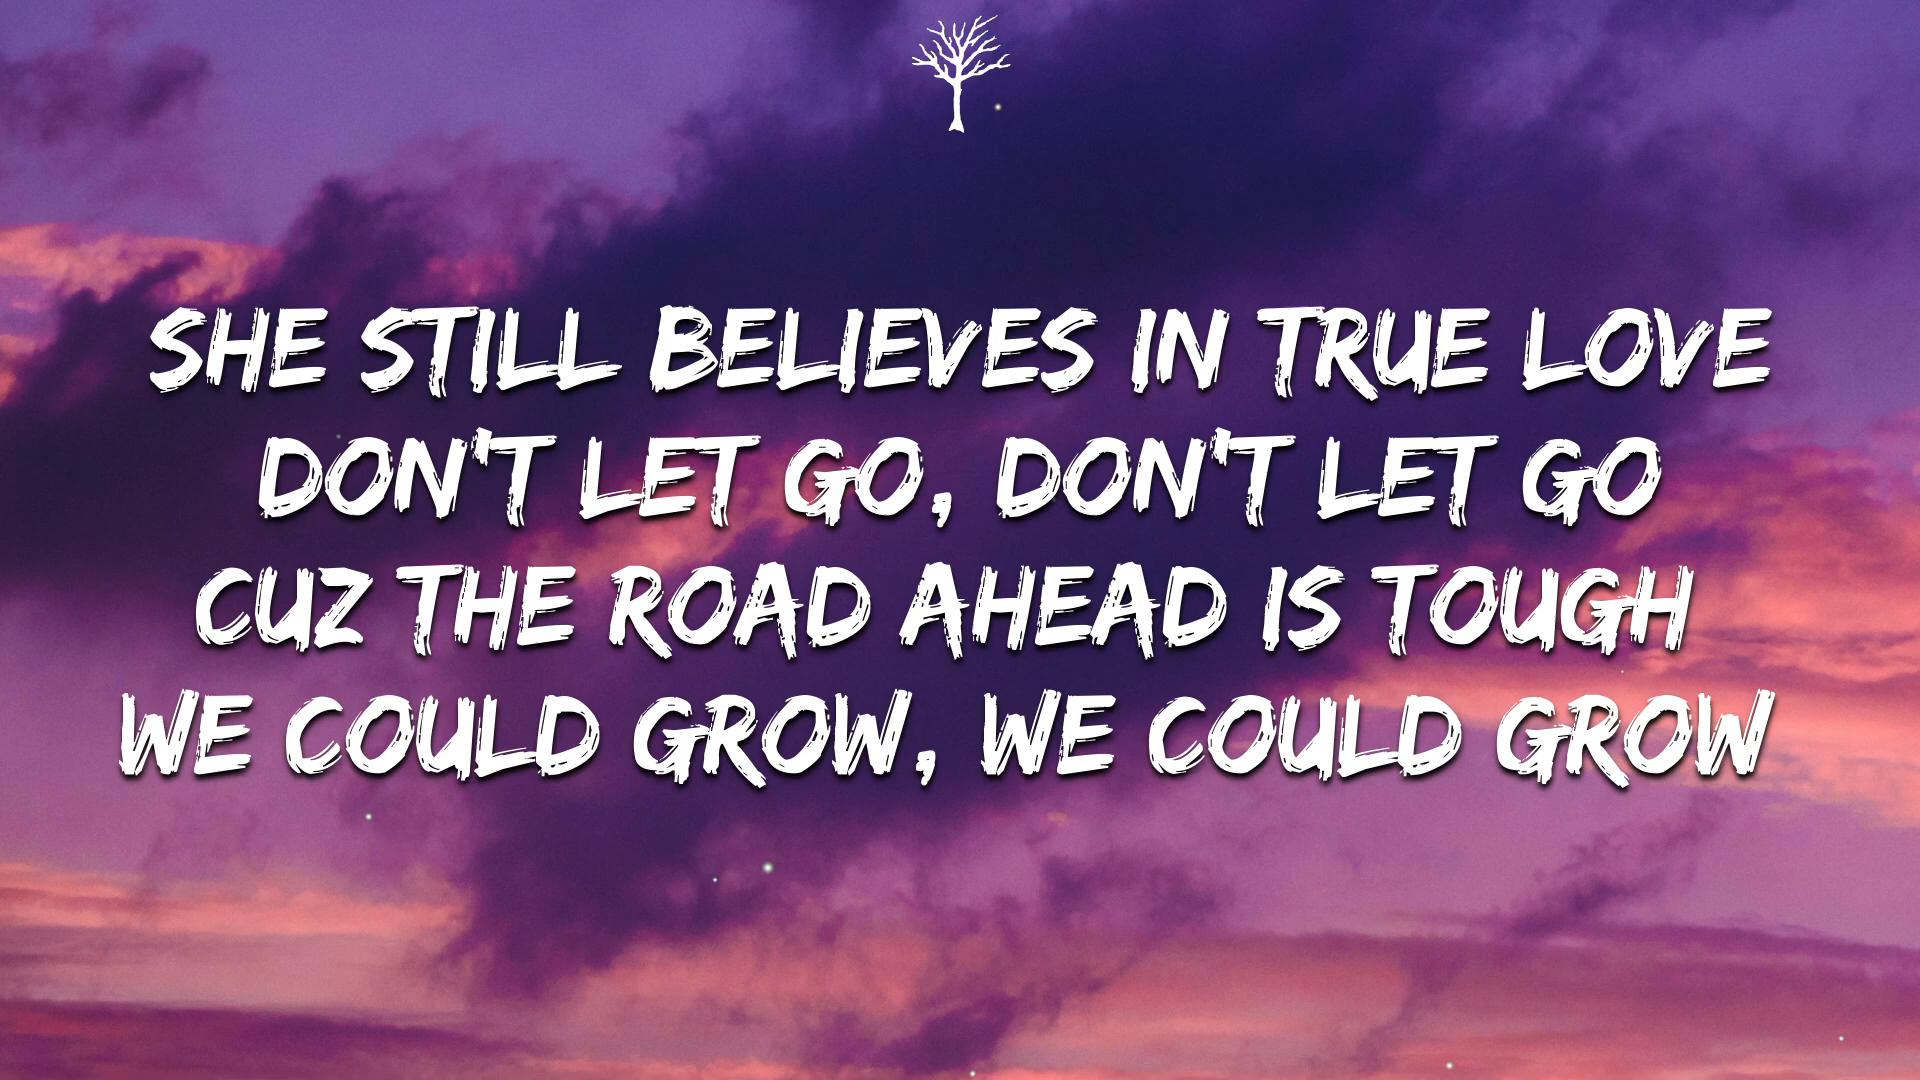 SHE STILL BELIEVES IN TRUE LOVE
DON'T LET GO, DON'T LET GO
CUZ THE ROAD AHEAD IS TOUGH
WE COULD GROW, WE COULD GROW